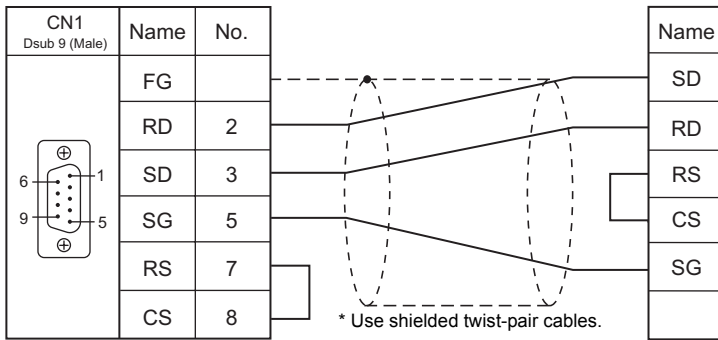 CN1
Dsub 9 (Male)
Name
No.
Name
FG
SD
RD
2
RD
SD
3
RS
SG
5
CS
RS
7
SG
CS
8
6
1
9
5
* Use shielded twist-pair cables.